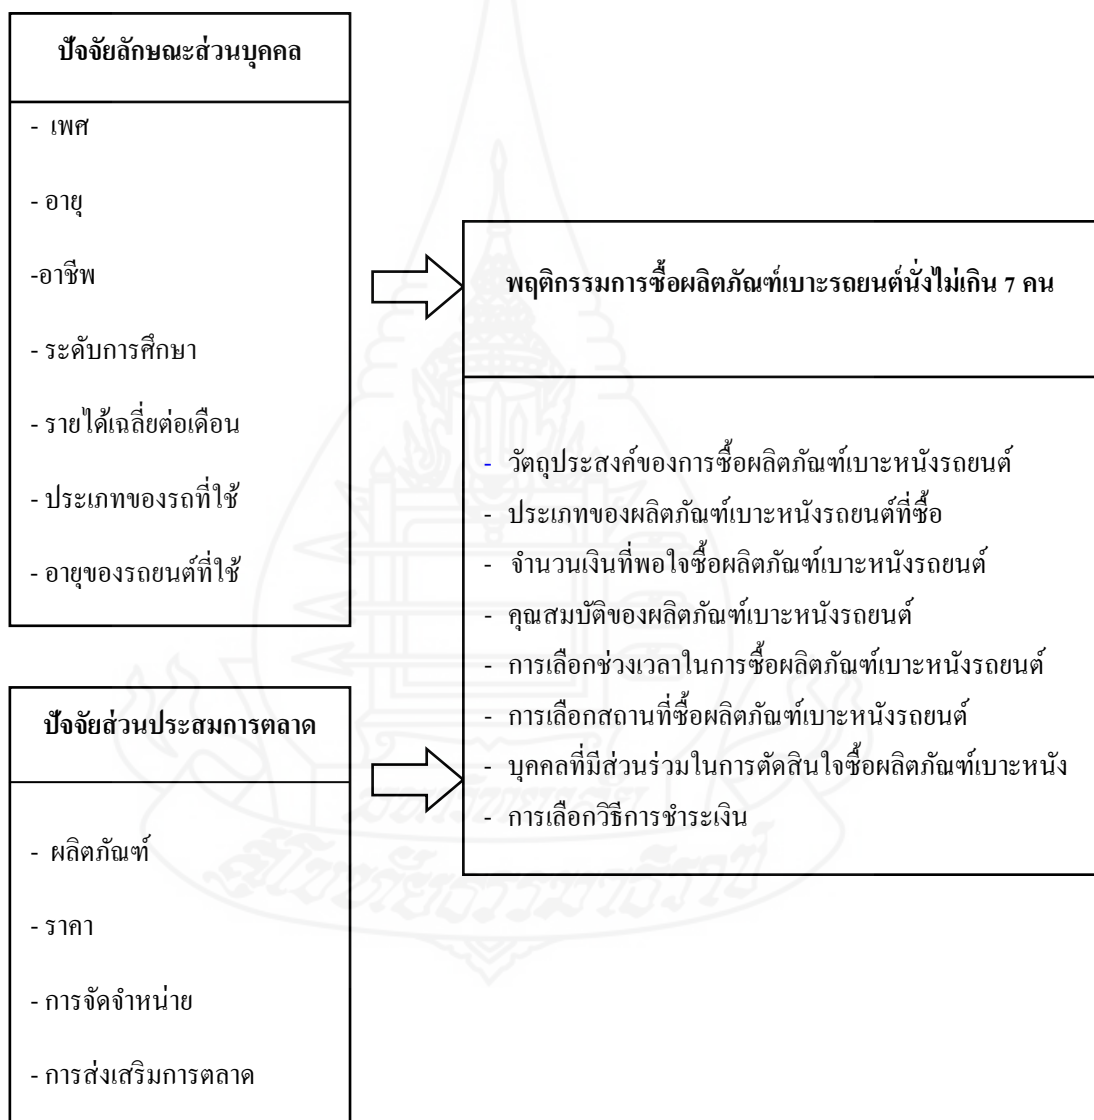 ปัจจัยลักษณะส่วนบุคคล
- เพศ
- อายุ
-อาชีพ
- ระดับการศึกษา
- รายได้เฉลี่ยต่อเดือน
- ประเภทของรถที่ใช้
- อายุของรถยนต์ที่ใช้
ปัจจัยส่วนประสมการตลาด
- ผลิตภัณฑ์
- ราคา
- การจัดจำหน่าย
- การส่งเสริมการตลาด
พฤติกรรมการซื้อผลิตภัณฑ์เบาะรถยนต์นั่งไม่เกิน 7 คน
- วัตถุประสงค์ของการซื้อผลิตภัณฑ์เบาะหนังรถยนต์
- ประเภทของผลิตภัณฑ์เบาะหนังรถยนต์ที่ซื้อ
- จำนวนเงินที่พอใจซื้อผลิตภัณฑ์เบาะหนังรถยนต์
- คุณสมบัติของผลิตภัณฑ์เบาะหนังรถยนต์
- การเลือกช่วงเวลาในการซื้อผลิตภัณฑ์เบาะหนังรถยนต์
- การเลือกสถานที่ซื้อผลิตภัณฑ์เบาะหนังรถยนต์
- บุคคลที่มีส่วนร่วมในการตัดสินใจซื้อผลิตภัณฑ์เบาะหนัง
- การเลือกวิธีการชำระเงิน